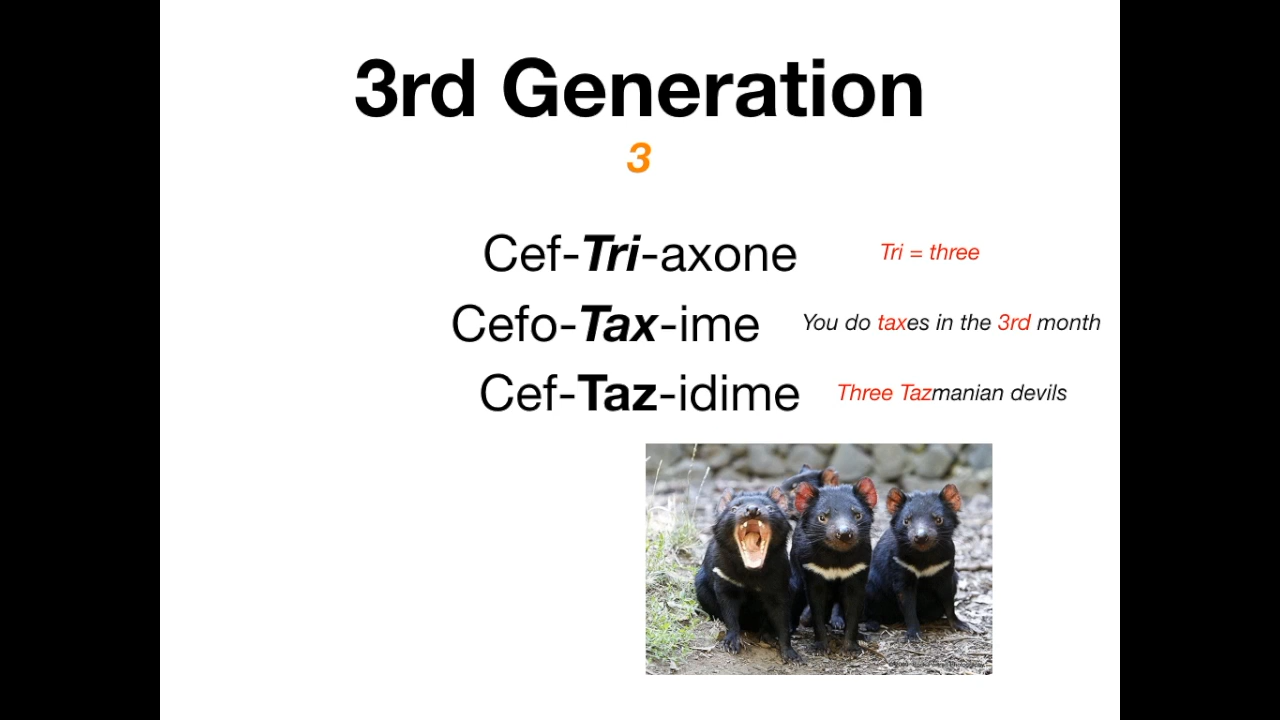 3rd Generation
3
Cef-Tri-axone Tri = three
Cefo-Tax-ime You do taxes in the 3rd month
Cef-Taz-idime Three Tazmanian devils